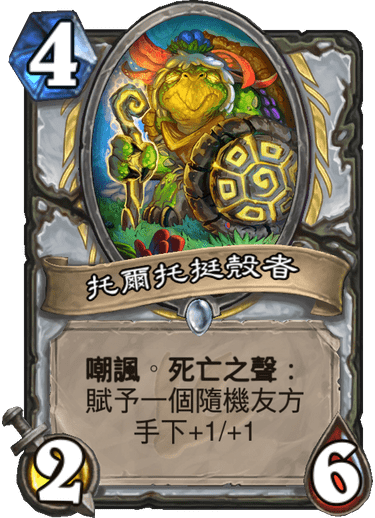 4
托爾托挺殼者
嘲諷。死亡之聲：
賦予一個隨機友方
手下+1/+1
2
6